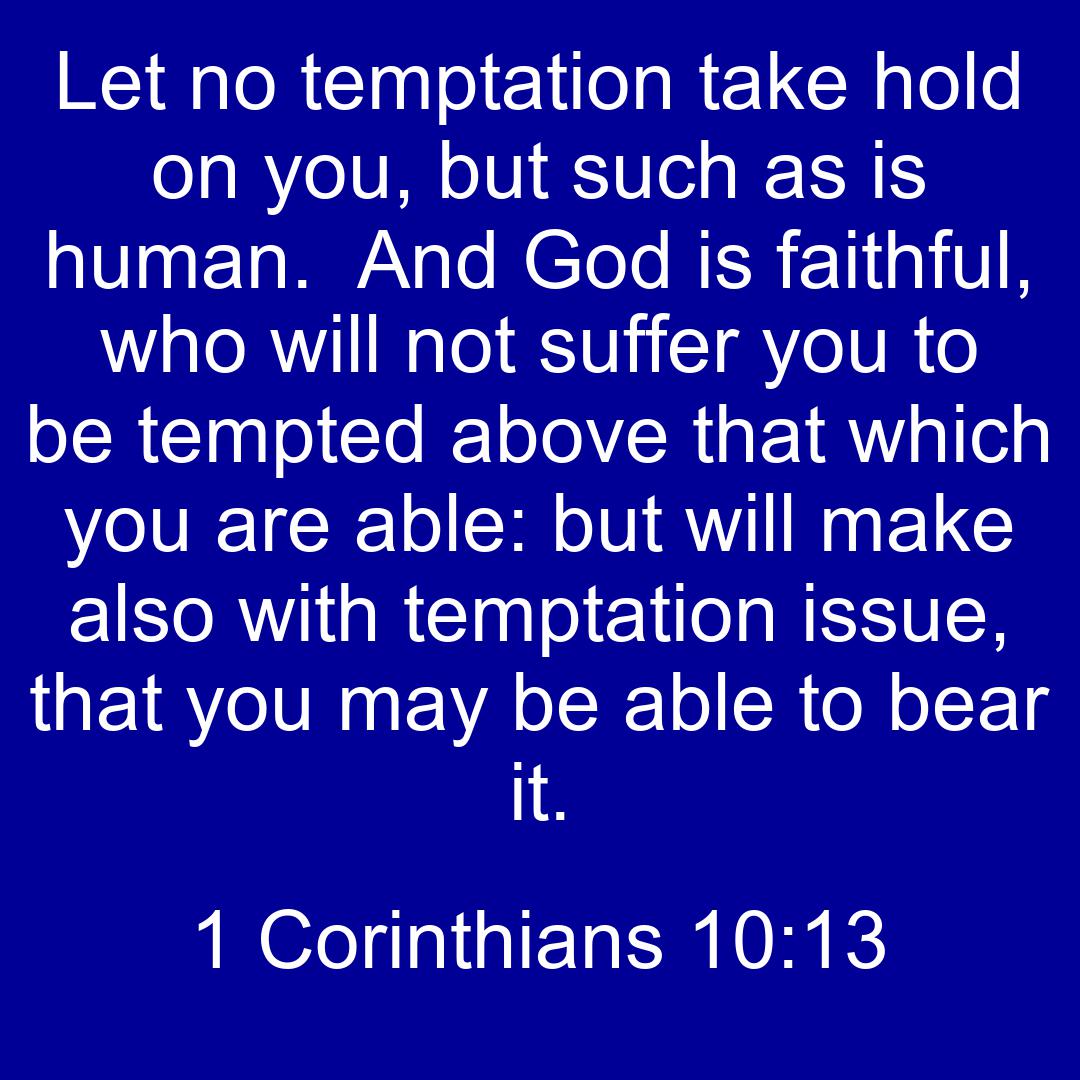 Let no temptation take hold
on you, but such as is
human.  And God is faithful,
who will not suffer you to
be tempted above that which
you are able: but will make
also with temptation issue,
that you may be able to bear
it.
1 Corinthians 10:13